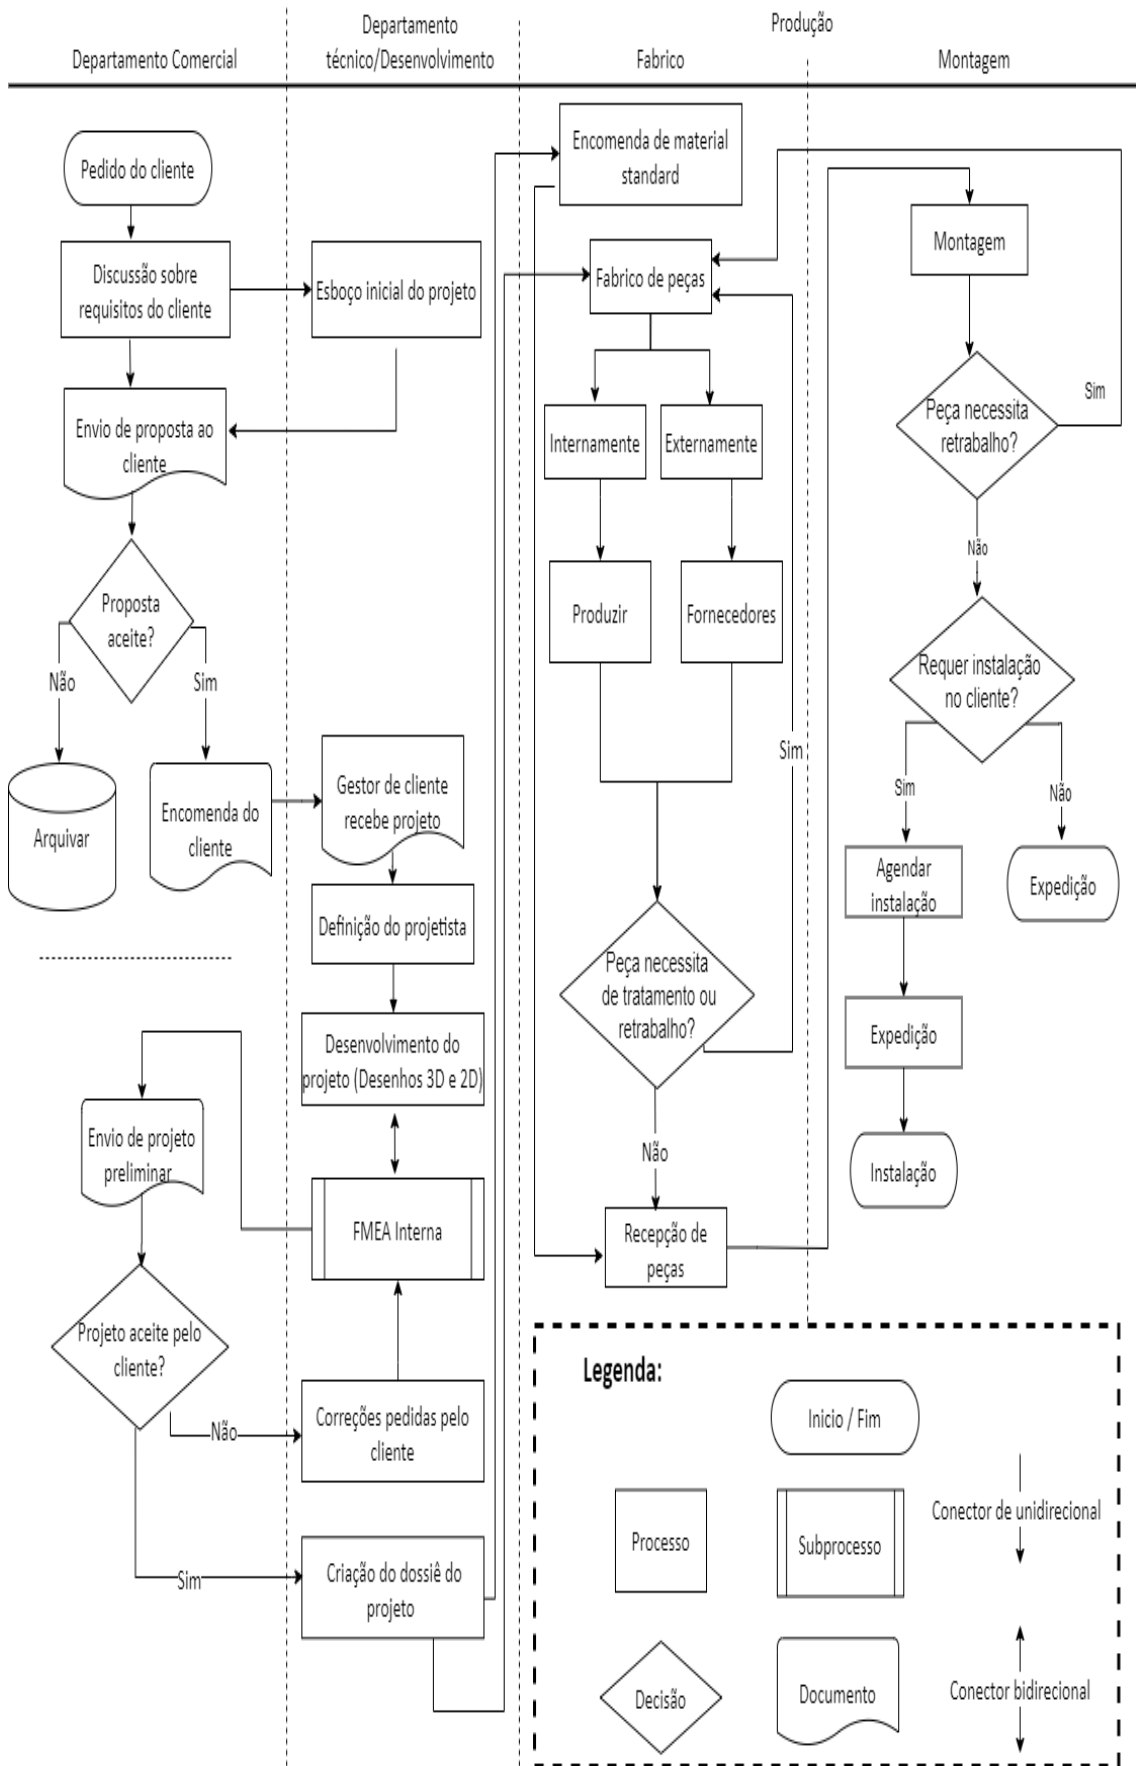 Departamento Comercial
Departamento
técnico/Desenvolvimento
Produção
Fabrico
Montagem
Pedido do cliente
Discussão sobre
requisitos do cliente
Esboço inicial do projeto
Envio de proposta ao
cliente
Proposta
aceite?
Não
Sim
Arquivar
Encomenda do
cliente
Gestor de cliente
recebe projeto
Definição do projetista
Desenvolvimento do
projeto (Desenhos 3D e 2D)
FMEA Interna
Envio de projeto
preliminar
Projeto aceite pelo
cliente?
Não
Correções pedidas pelo
cliente
Sim
Criação do dossiê do
projeto
Encomenda de material
standard
Fabrico de peças
Internamente
Externamente
Produzir
Fornecedores
Sim
Peça necessita
de tratamento ou
retrabalho?
Não
Recepção de
peças
Montagem
Peça necessita
retrabalho?
Sim
Não
Requer instalação
no cliente?
Sim
Não
Agendar
instalação
Expedição
Expedição
Instalação
Legenda:
Inicio / Fim
Processo
Subprocesso
Conector de unidirecional
Decisão
Documento
Conector bidirecional